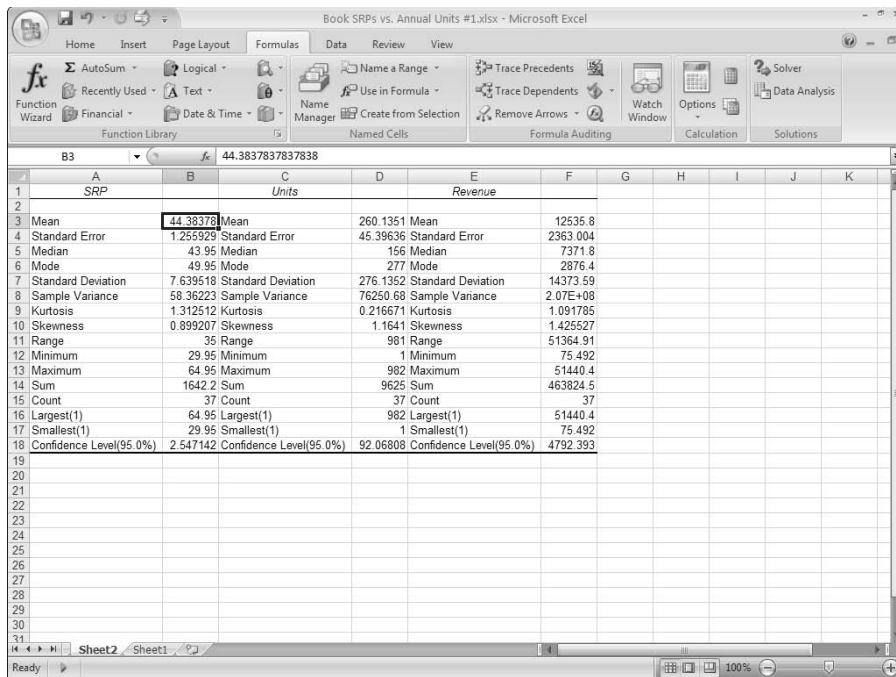 Book SRPs vs. Annual Units #1.xlsx - Microsoft Excel
Home Insert Page Layout Formulas Data Review View
fx Function Wizard
Σ AutoSum
Recently Used
Financial
Logical
Text
Date & Time
Function Library
Name Manager
Name a Range
Use in Formula
Create from Selection
Named Cells
Trace Precedents
Trace Dependents
Remove Arrows
Watch Window
Formula Auditing
Options
Calculation
Solver
Data Analysis
Solutions
B3 fx 44.3837837837838
A B C D E F G H I J K
1 SRP Units Revenue
2
3 Mean 44.38378 Mean 260.1351 Mean 12535.8
4 Standard Error 1.255929 Standard Error 45.39636 Standard Error 2363.004
5 Median 43.95 Median 156 Median 7371.8
6 Mode 49.95 Mode 277 Mode 2876.4
7 Standard Deviation 7.639518 Standard Deviation 276.1352 Standard Deviation 14373.59
8 Sample Variance 58.36223 Sample Variance 76250.68 Sample Variance 2.07E+08
9 Kurtosis 1.312512 Kurtosis 0.216671 Kurtosis 1.091785
10 Skewness 0.899207 Skewness 1.1641 Skewness 1.425527
11 Range 35 Range 981 Range 51364.91
12 Minimum 29.95 Minimum 1 Minimum 75.492
13 Maximum 64.95 Maximum 982 Maximum 51440.4
14 Sum 1642.2 Sum 9625 Sum 463824.5
15 Count 37 Count 37 Count 37
16 Largest(1) 64.95 Largest(1) 982 Largest(1) 51440.4
17 Smallest(1) 29.95 Smallest(1) 1 Smallest(1) 75.492
18 Confidence Level(95.0%) 2.547142 Confidence Level(95.0%) 92.06808 Confidence Level(95.0%) 4792.393
19
20
21
22
23
24
25
26
27
28
29
30
31
Sheet2 Sheet1
Ready 100%